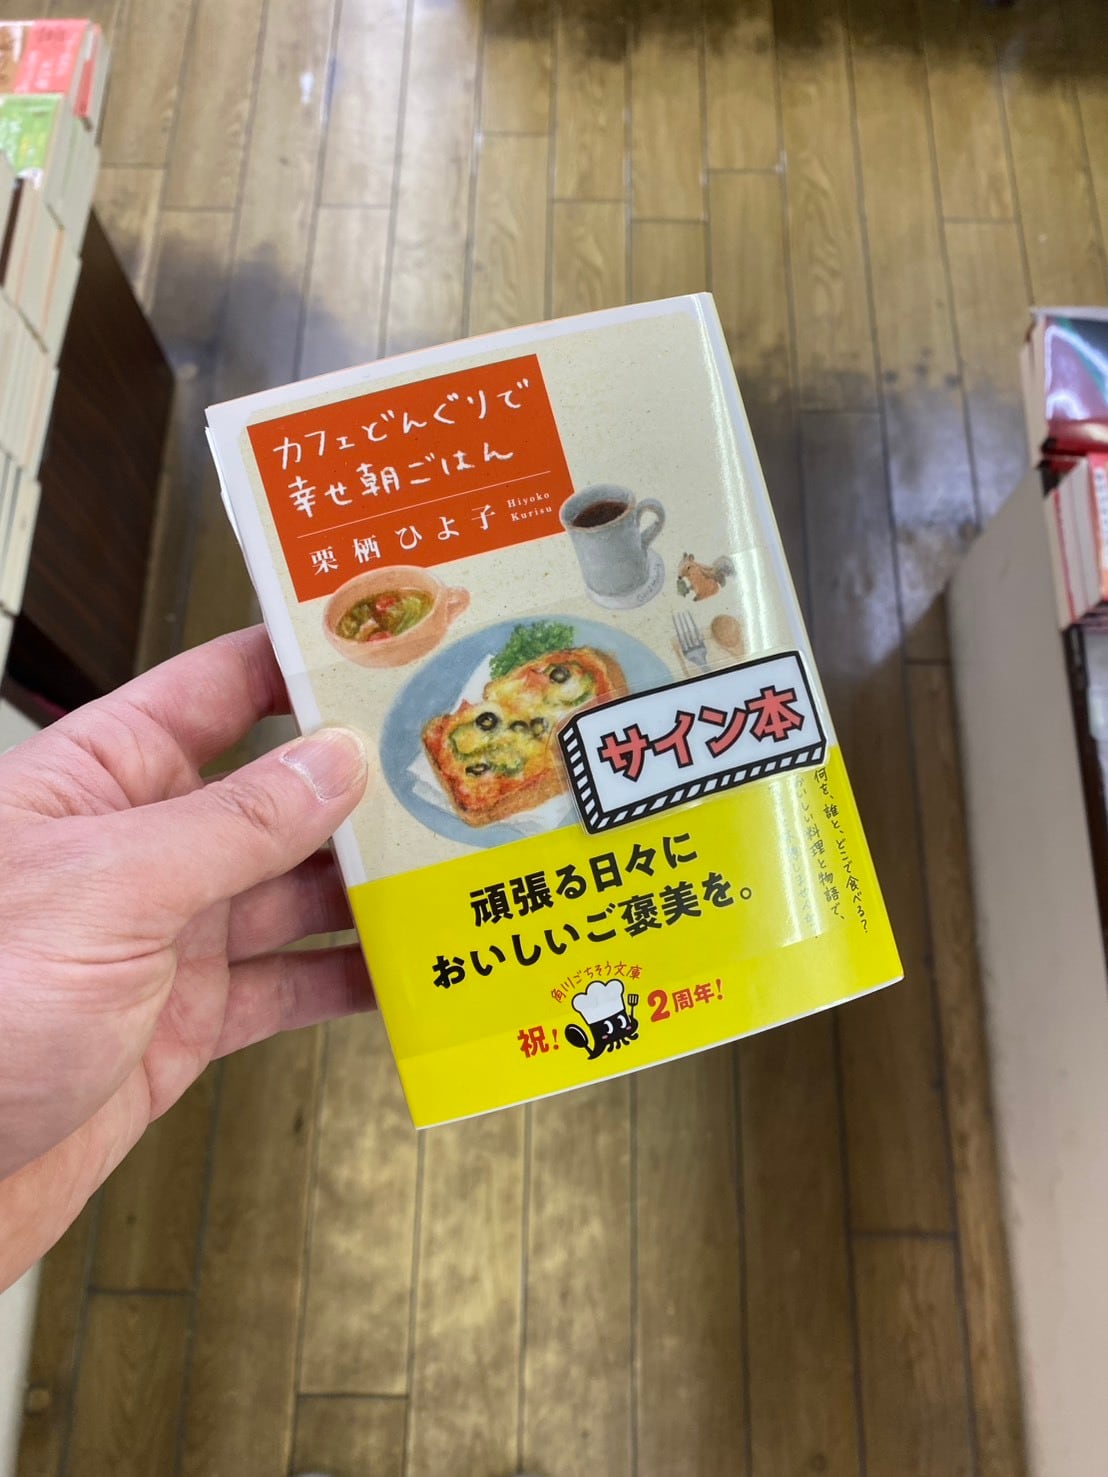 カフェどんぐりで
幸せ朝ごはん
栗栖ひよ子
Hiyoko
Kurisu
サイン本
何を、誰と、どこで食べる?
おいしい料理と物語で、
頑張る日々に
おいしいご褒美を。
角川ごちそう文庫
祝!
2周年!